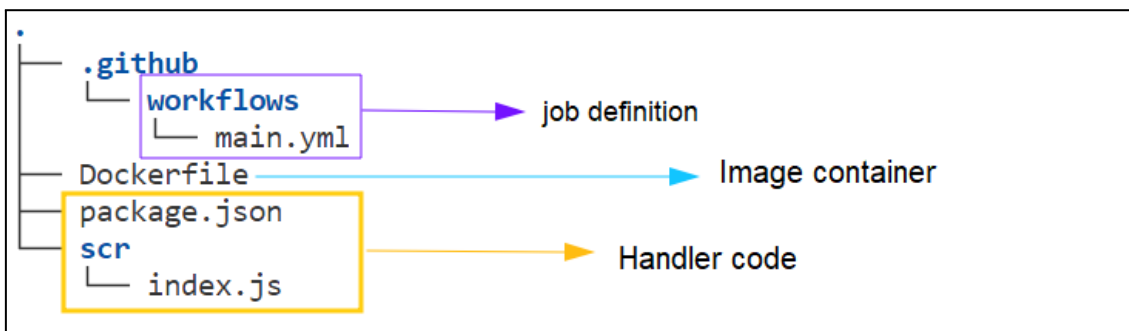 .
.github
workflows
job definition
main.yml
Dockerfile
Image container
package.json
scr
Handler code
index.js